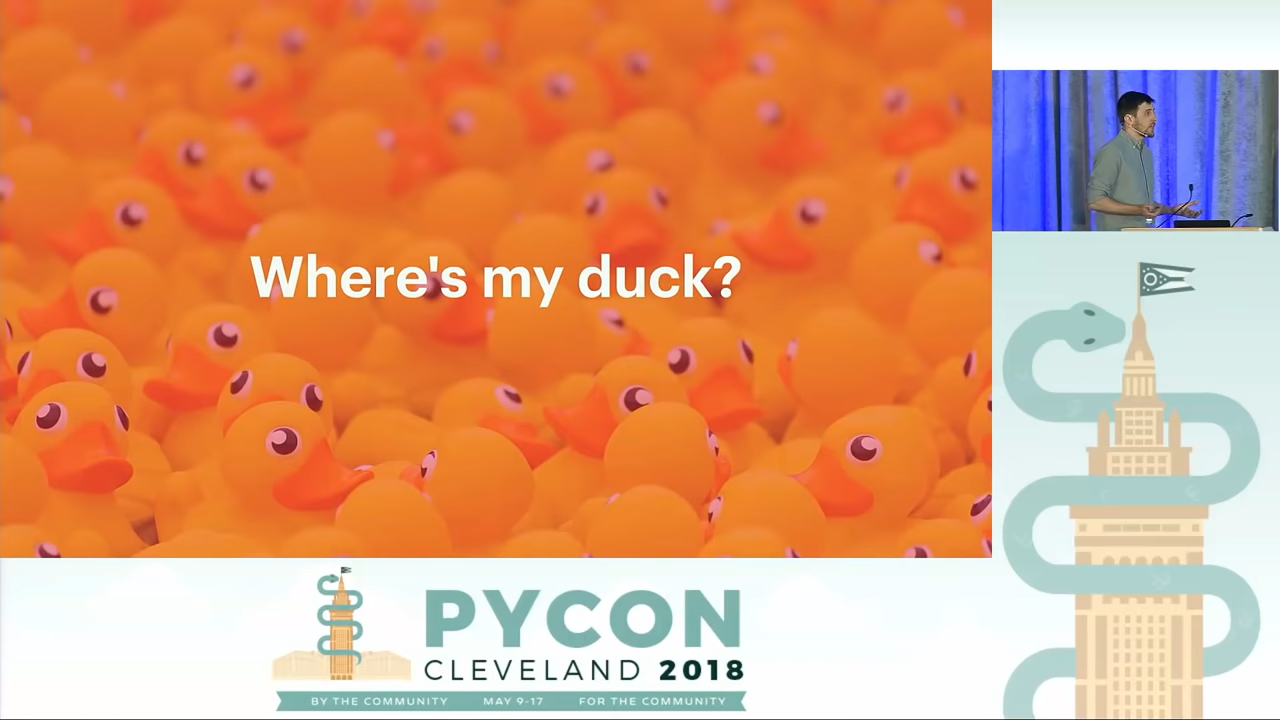 Where's my duck?
PYCON
CLEVELAND 2018
BY THE COMMUNITY MAY 9-17 FOR THE COMMUNITY